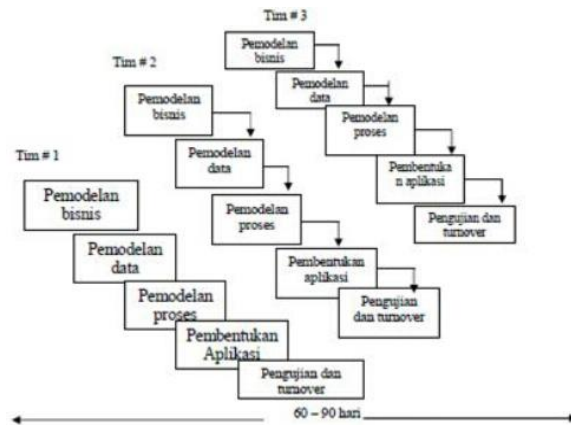 Tim # 3
Pemodelan
bisnis
Pemodelan
data
Pemodelan
proses
Pembentuka
n aplikasi
Pengujian dan
turnover
Tim # 2
Pemodelan
bisnis
Pemodelan
data
Pemodelan
proses
Pembentukan
aplikasi
Pengujian
dan turnover
Tim # 1
Pemodelan
bisnis
Pemodelan
data
Pemodelan
proses
Pembentukan
Aplikasi
Pengujian dan
turnover
60 – 90 hari